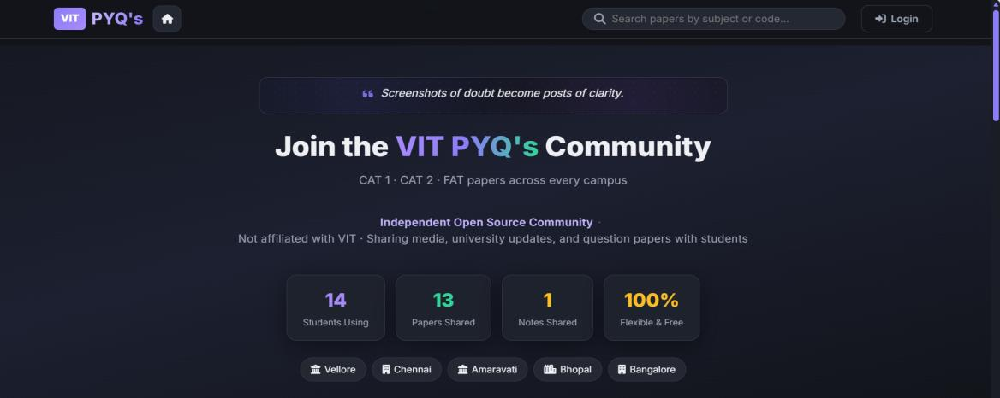 VIT PYQ's
Search papers by subject or code...
Login
Screenshots of doubt become posts of clarity.
Join the VIT PYQ's Community
CAT 1 · CAT 2 · FAT papers across every campus
Independent Open Source Community ·
Not affiliated with VIT · Sharing media, university updates, and question papers with students
14
Students Using
13
Papers Shared
1
Notes Shared
100%
Flexible & Free
Vellore
Chennai
Amaravati
Bhopal
Bangalore